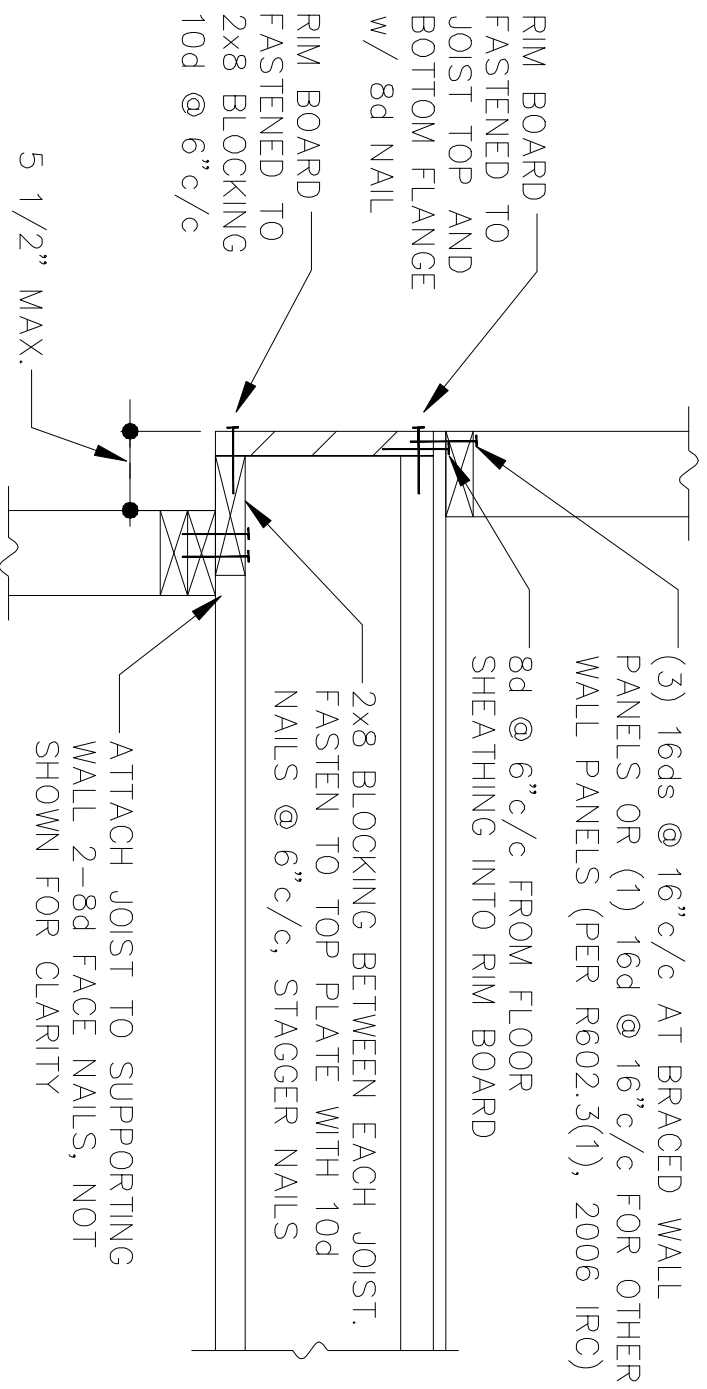 RIM BOARD
FASTENED TO
JOIST TOP AND
BOTTOM FLANGE
w/ 8d NAIL
RIM BOARD
FASTENED TO
2x8 BLOCKING
10d @ 6"c/c
5 1/2" MAX.
(3) 16ds @ 16"c/c AT BRACED WALL
PANELS OR (1) 16d @ 16"c/c FOR OTHER
WALL PANELS (PER R602.3(1), 2006 IRC)
8d @ 6"c/c FROM FLOOR
SHEATHING INTO RIM BOARD
2x8 BLOCKING BETWEEN EACH JOIST.
FASTEN TO TOP PLATE WITH 10d
NAILS @ 6"c/c, STAGGER NAILS
ATTACH JOIST TO SUPPORTING
WALL 2-8d FACE NAILS, NOT
SHOWN FOR CLARITY